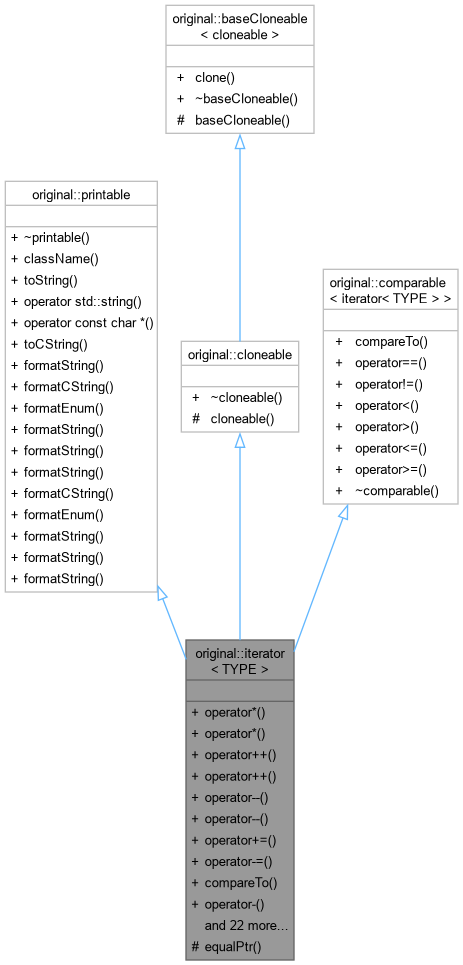 original::baseCloneable
< cloneable >
+ clone()
+ ~baseCloneable()
# baseCloneable()
original::printable
+ ~printable()
+ className()
+ toString()
+ operator std::string()
+ operator const char *()
+ toCString()
+ formatString()
+ formatCString()
+ formatEnum()
+ formatString()
+ formatString()
+ formatString()
+ formatCString()
+ formatEnum()
+ formatString()
+ formatString()
+ formatString()
original::cloneable
+ ~cloneable()
# cloneable()
original::comparable
< iterator< TYPE > >
+ compareTo()
+ operator==()
+ operator!=()
+ operator<()
+ operator>()
+ operator<=()
+ operator>=()
+ ~comparable()
original::iterator
< TYPE >
+ operator*()
+ operator*()
+ operator++()
+ operator++()
+ operator--()
+ operator--()
+ operator+=()
+ operator-=()
+ compareTo()
+ operator-()
and 22 more...
# equalPtr()